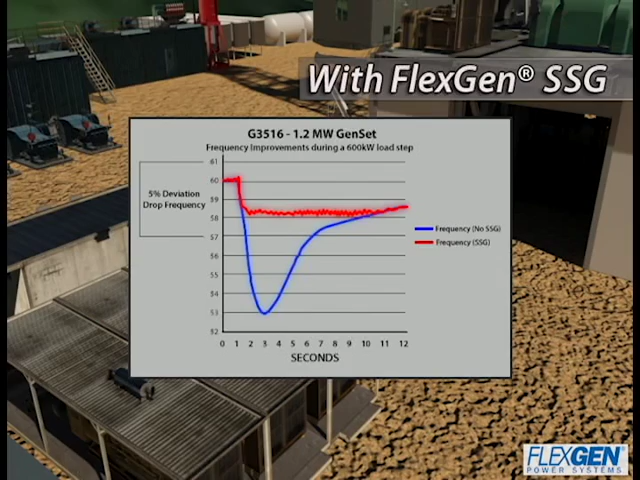 With FlexGen® SSG
G3516 - 1.2 MW GenSet
Frequency Improvements during a 600kW load step
61
60
59
58
57
56
55
54
53
52
5% Deviation
Drop Frequency
Frequency (No SSG)
Frequency (SSG)
0 1 2 3 4 5 6 7 8 9 10 11 12
SECONDS
FLEXGEN®
POWER SYSTEMS